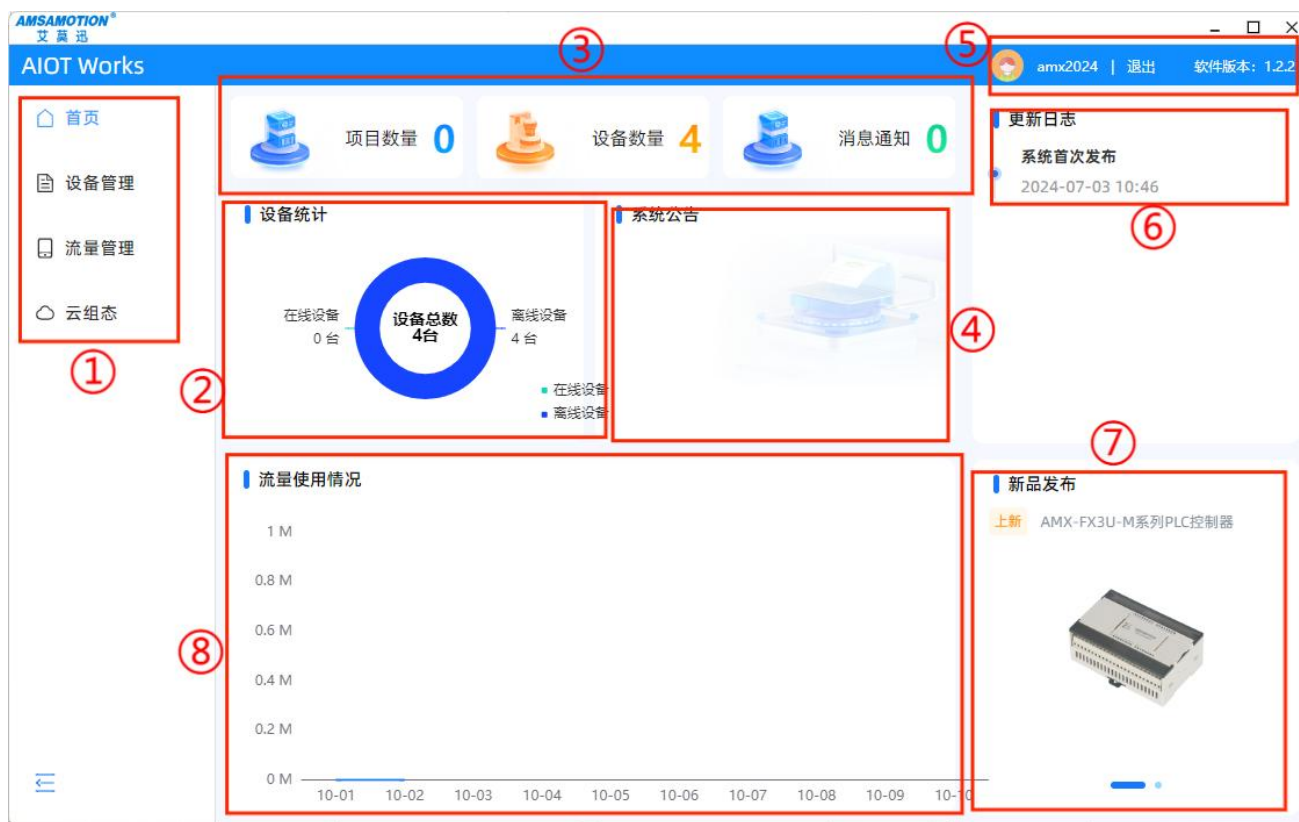 AMSAMOTION®
艾莫迅
AIOT Works
amx2024 | 退出 软件版本：1.2.2
⑤
③
首页
设备管理
流量管理
云组态
①
项目数量 0
设备数量 4
消息通知 0
更新日志
系统首次发布
2024-07-03 10:46
⑥
设备统计
在线设备
0 台
设备总数
4台
离线设备
4 台
在线设备
离线设备
②
系统公告
④
流量使用情况
1 M
0.8 M
0.6 M
0.4 M
0.2 M
0 M
10-01 10-02 10-03 10-04 10-05 10-06 10-07 10-08 10-09 10-10
⑧
⑦
新品发布
上新 AMX-FX3U-M系列PLC控制器